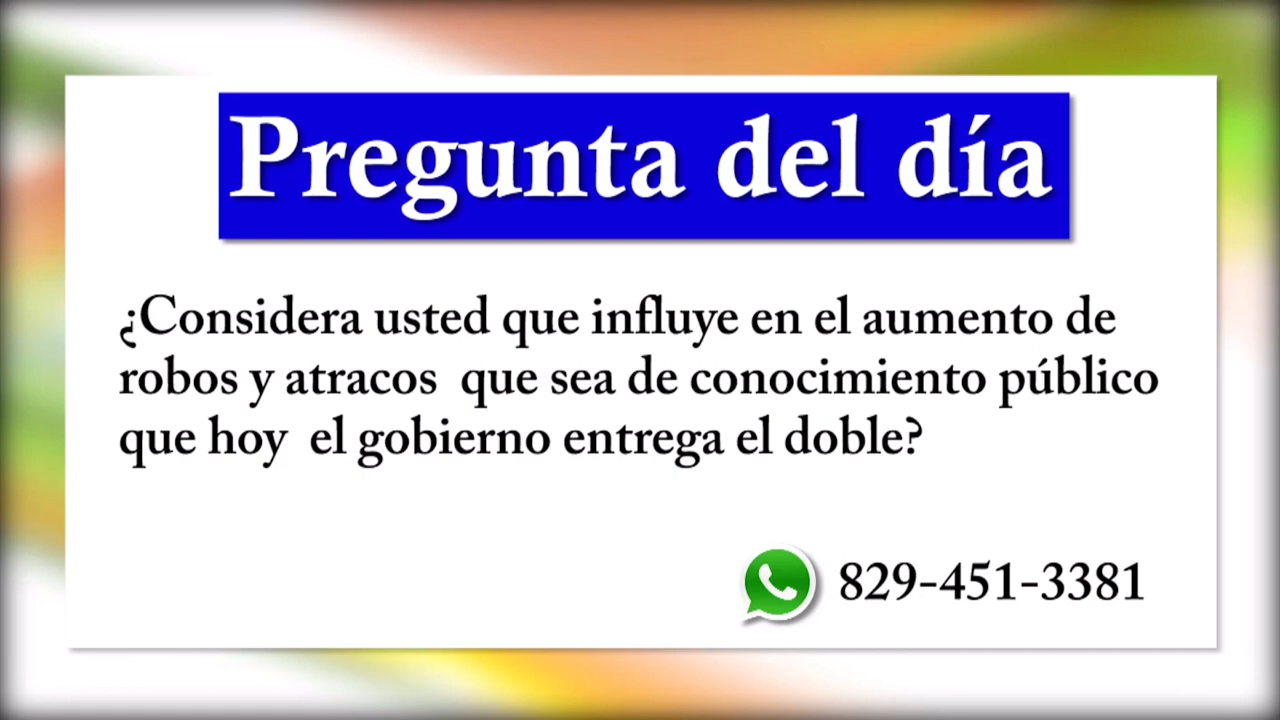 Pregunta del día
¿Considera usted que influye en el aumento de
robos y atracos  que sea de conocimiento público
que hoy  el gobierno entrega el doble?
829-451-3381